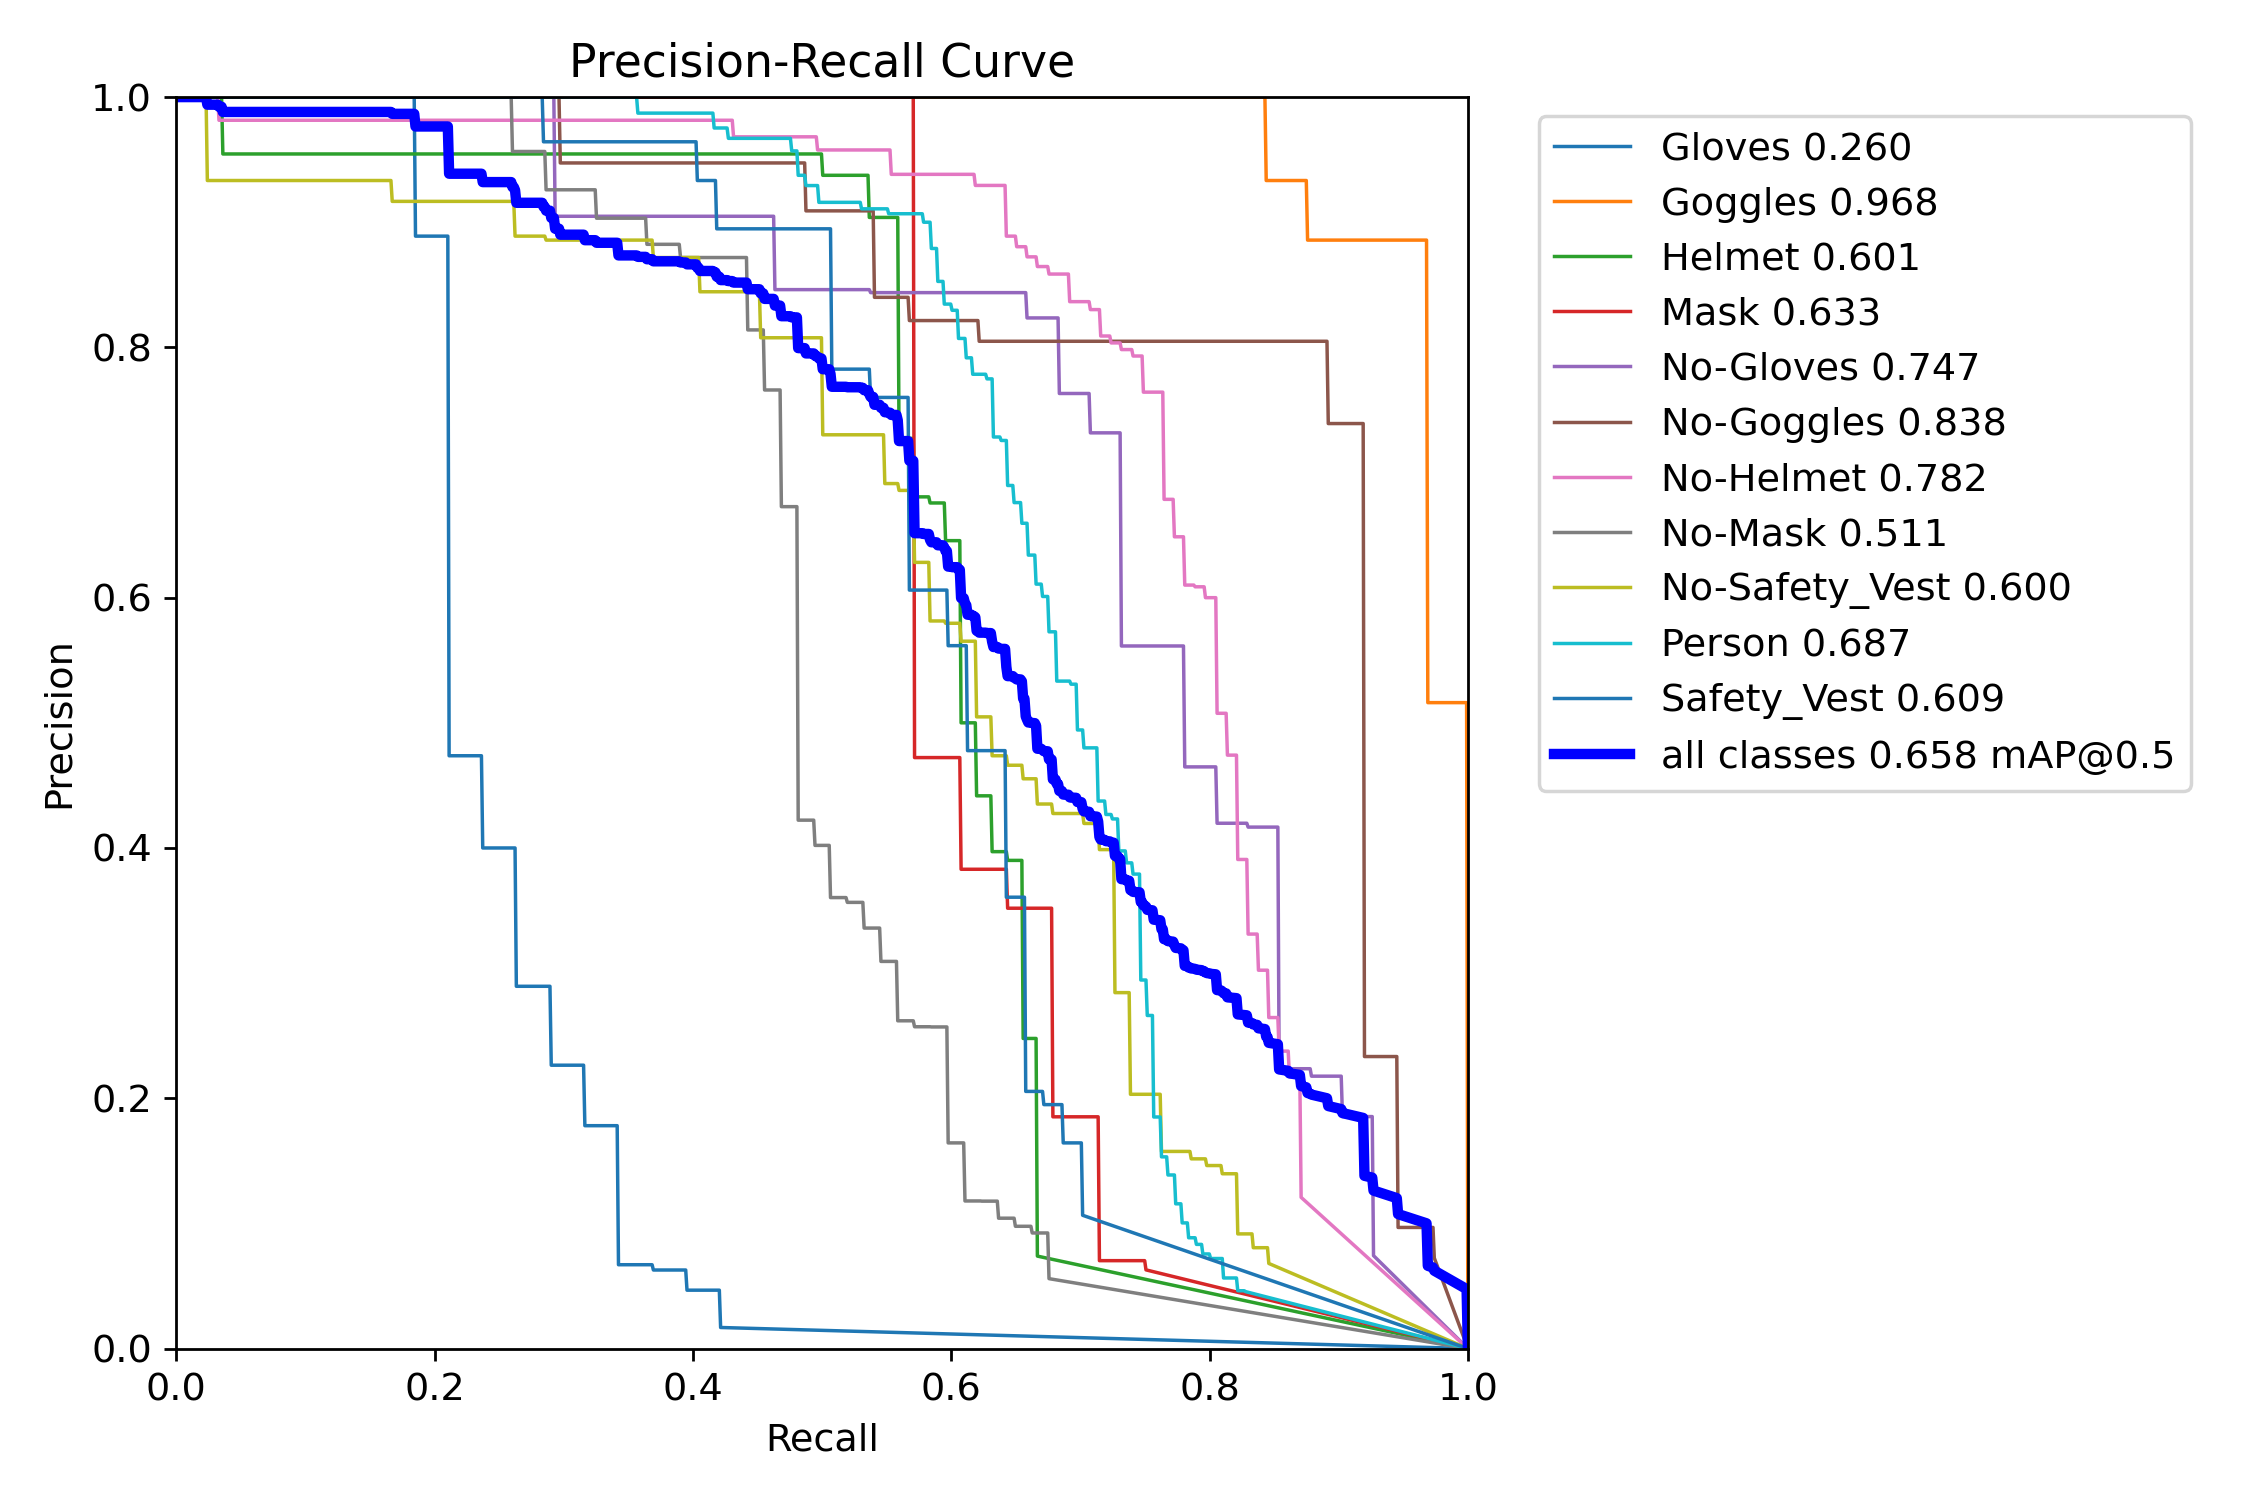 Precision-Recall Curve
1.0
0.8
0.6
0.4
0.2
0.0
Precision
0.0 0.2 0.4 0.6 0.8 1.0
Recall
Gloves 0.260
Goggles 0.968
Helmet 0.601
Mask 0.633
No-Gloves 0.747
No-Goggles 0.838
No-Helmet 0.782
No-Mask 0.511
No-Safety_Vest 0.600
Person 0.687
Safety_Vest 0.609
all classes 0.658 mAP@0.5